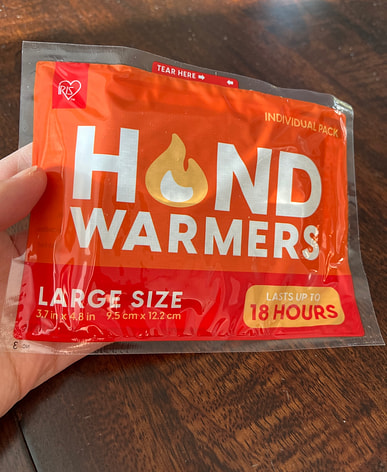 TEAR HERE →
IRIS
INDIVIDUAL PACK
HAND
WARMERS
LARGE SIZE
3.7 in x 4.8 in 9.5 cm x 12.2 cm
LASTS UP TO
18 HOURS